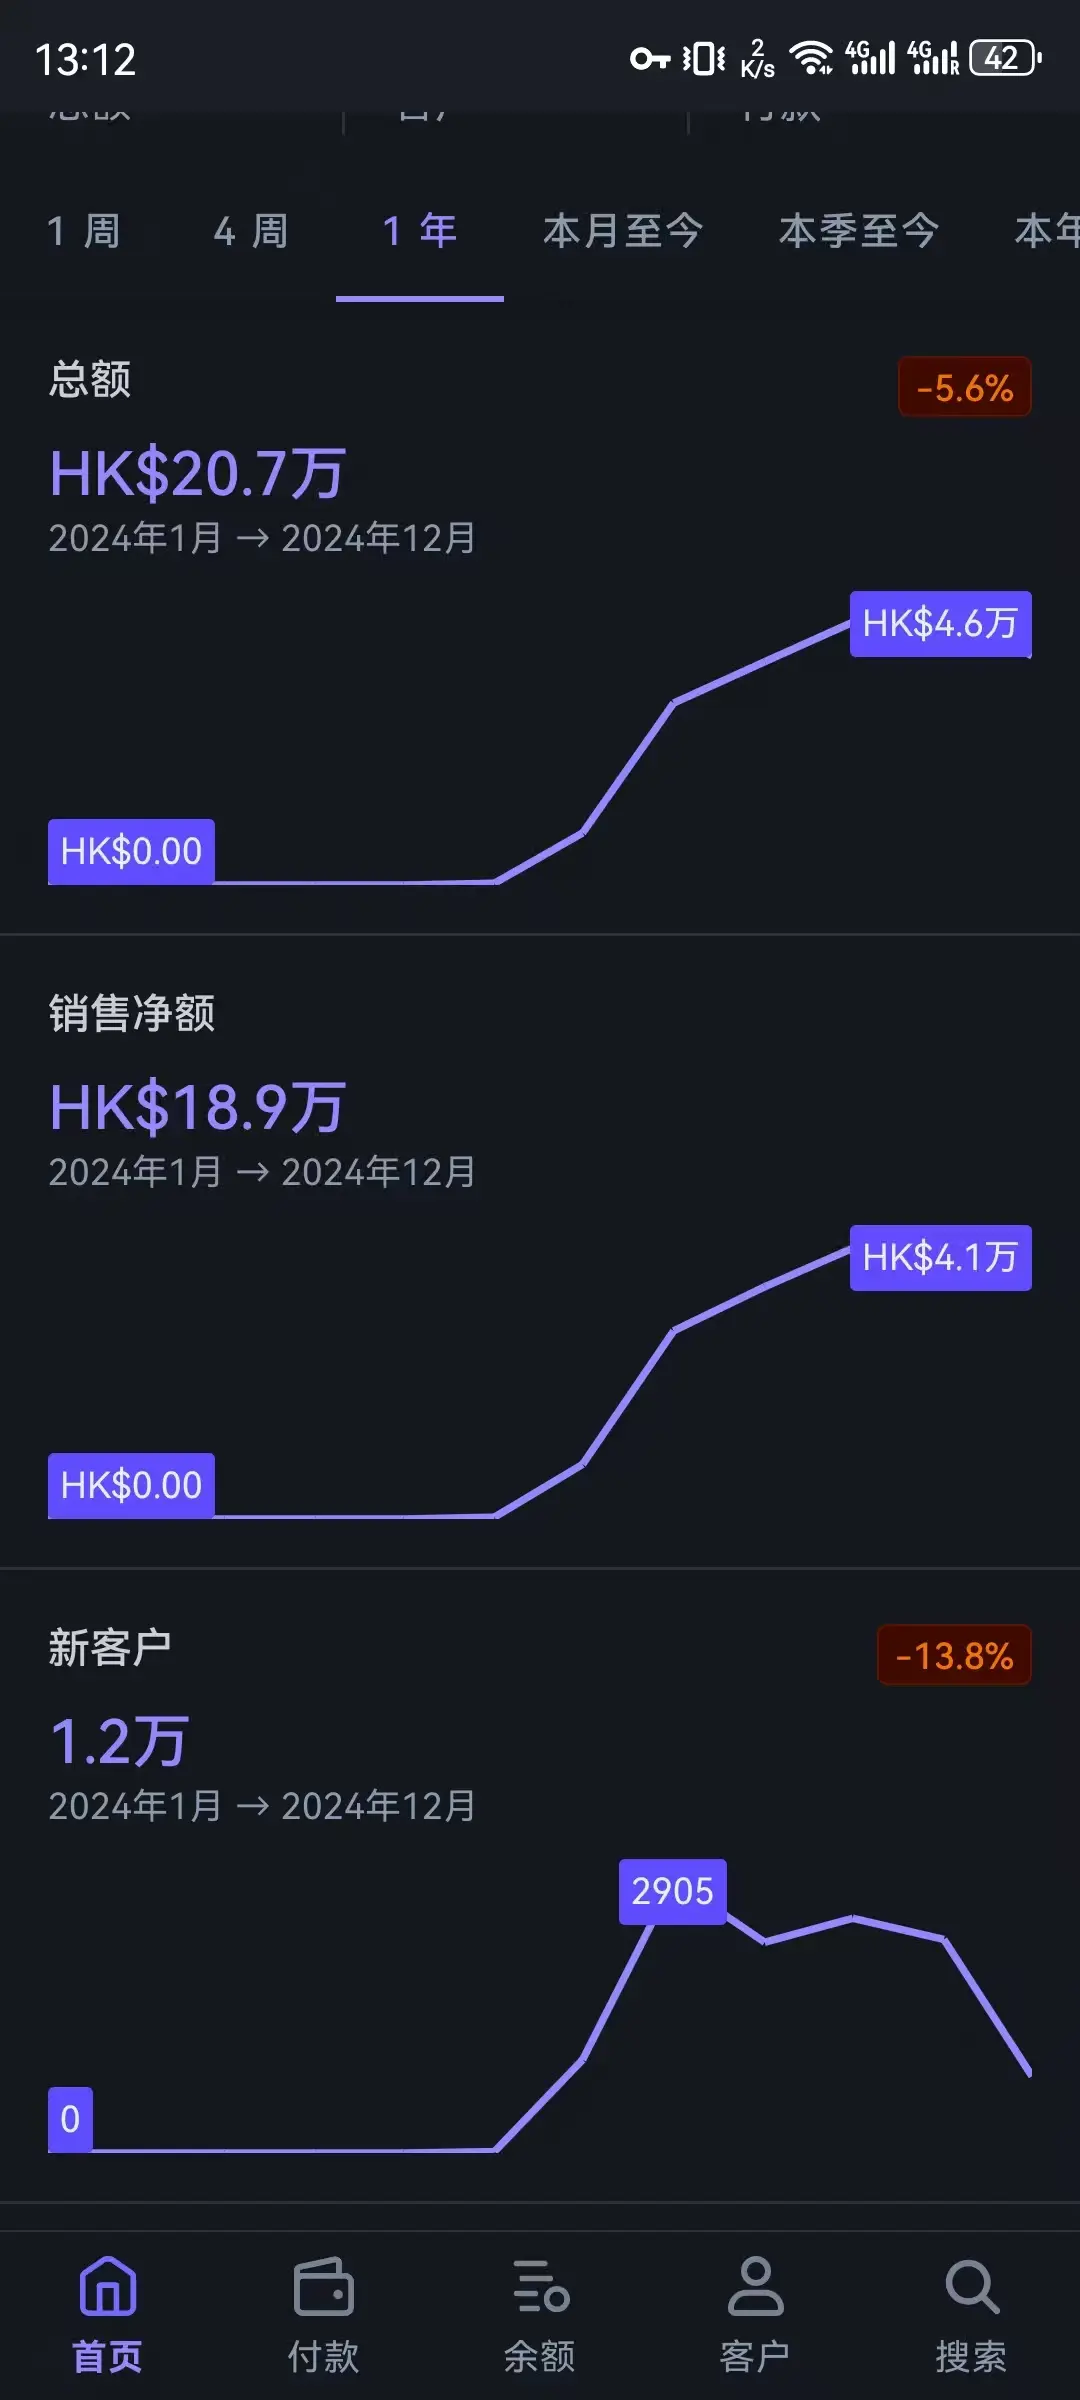 13:12
2
K/s
4G
4G
R
42
1 周
4 周
1 年
本月至今
本季至今
本年
总额
-5.6%
HK$20.7万
2024年1月 → 2024年12月
HK$4.6万
HK$0.00
销售净额
HK$18.9万
2024年1月 → 2024年12月
HK$4.1万
HK$0.00
新客户
-13.8%
1.2万
2024年1月 → 2024年12月
2905
0
首页
付款
余额
客户
搜索